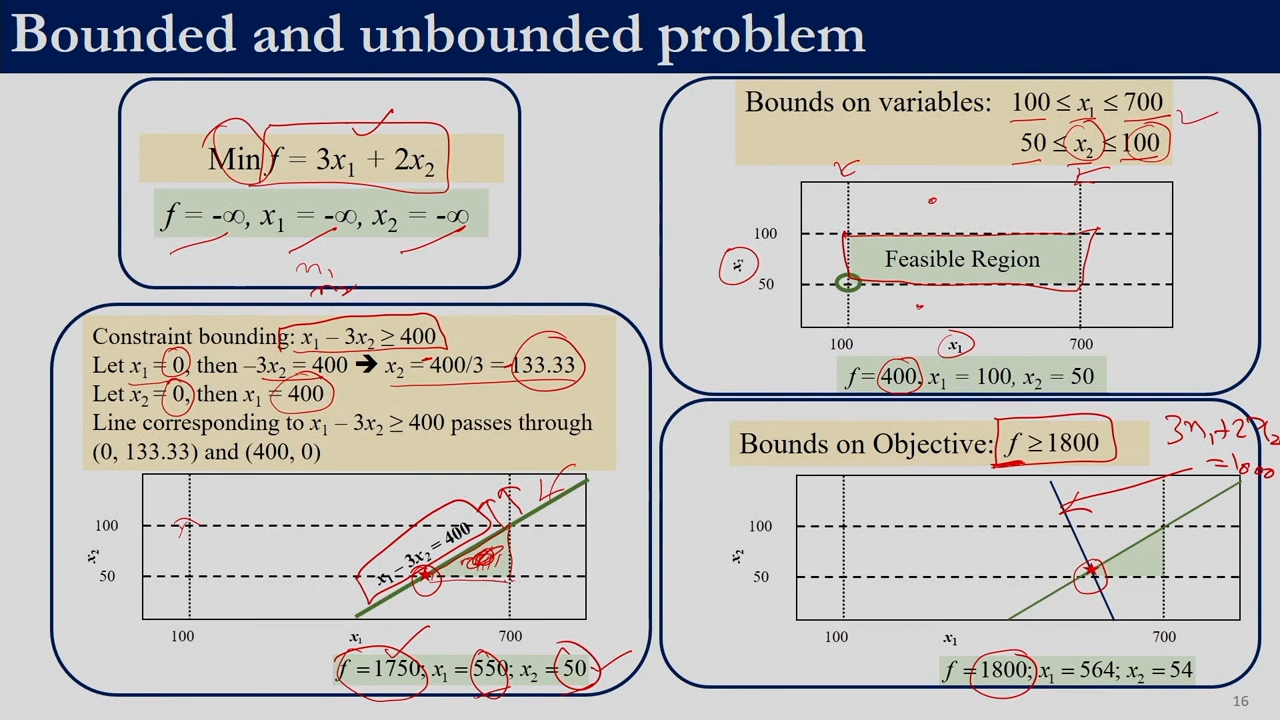 Bounded and unbounded problem
Min f = 3x₁ + 2x₂
f = -∞, x₁ = -∞, x₂ = -∞
Constraint bounding: x₁ – 3x₂ ≥ 400
Let x₁ = 0, then –3x₂ = 400 ➔ x₂ = -400/3 = -133.33
Let x₂ = 0, then x₁ = 400
Line corresponding to x₁ – 3x₂ ≥ 400 passes through
(0, 133.33) and (400, 0)
x₁ – 3x₂ = 400
100
50
x₂
100
x₁
700
f = 1750; x₁ = 550; x₂ = 50
Bounds on variables: 100 ≤ x₁ ≤ 700
50 ≤ x₂ ≤ 100
100
50
Feasible Region
100
x₁
700
f = 400, x₁ = 100, x₂ = 50
Bounds on Objective: f ≥ 1800
3x₁+2x₂
100
50
x₂
100
x₁
700
f = 1800; x₁ = 564; x₂ = 54
16